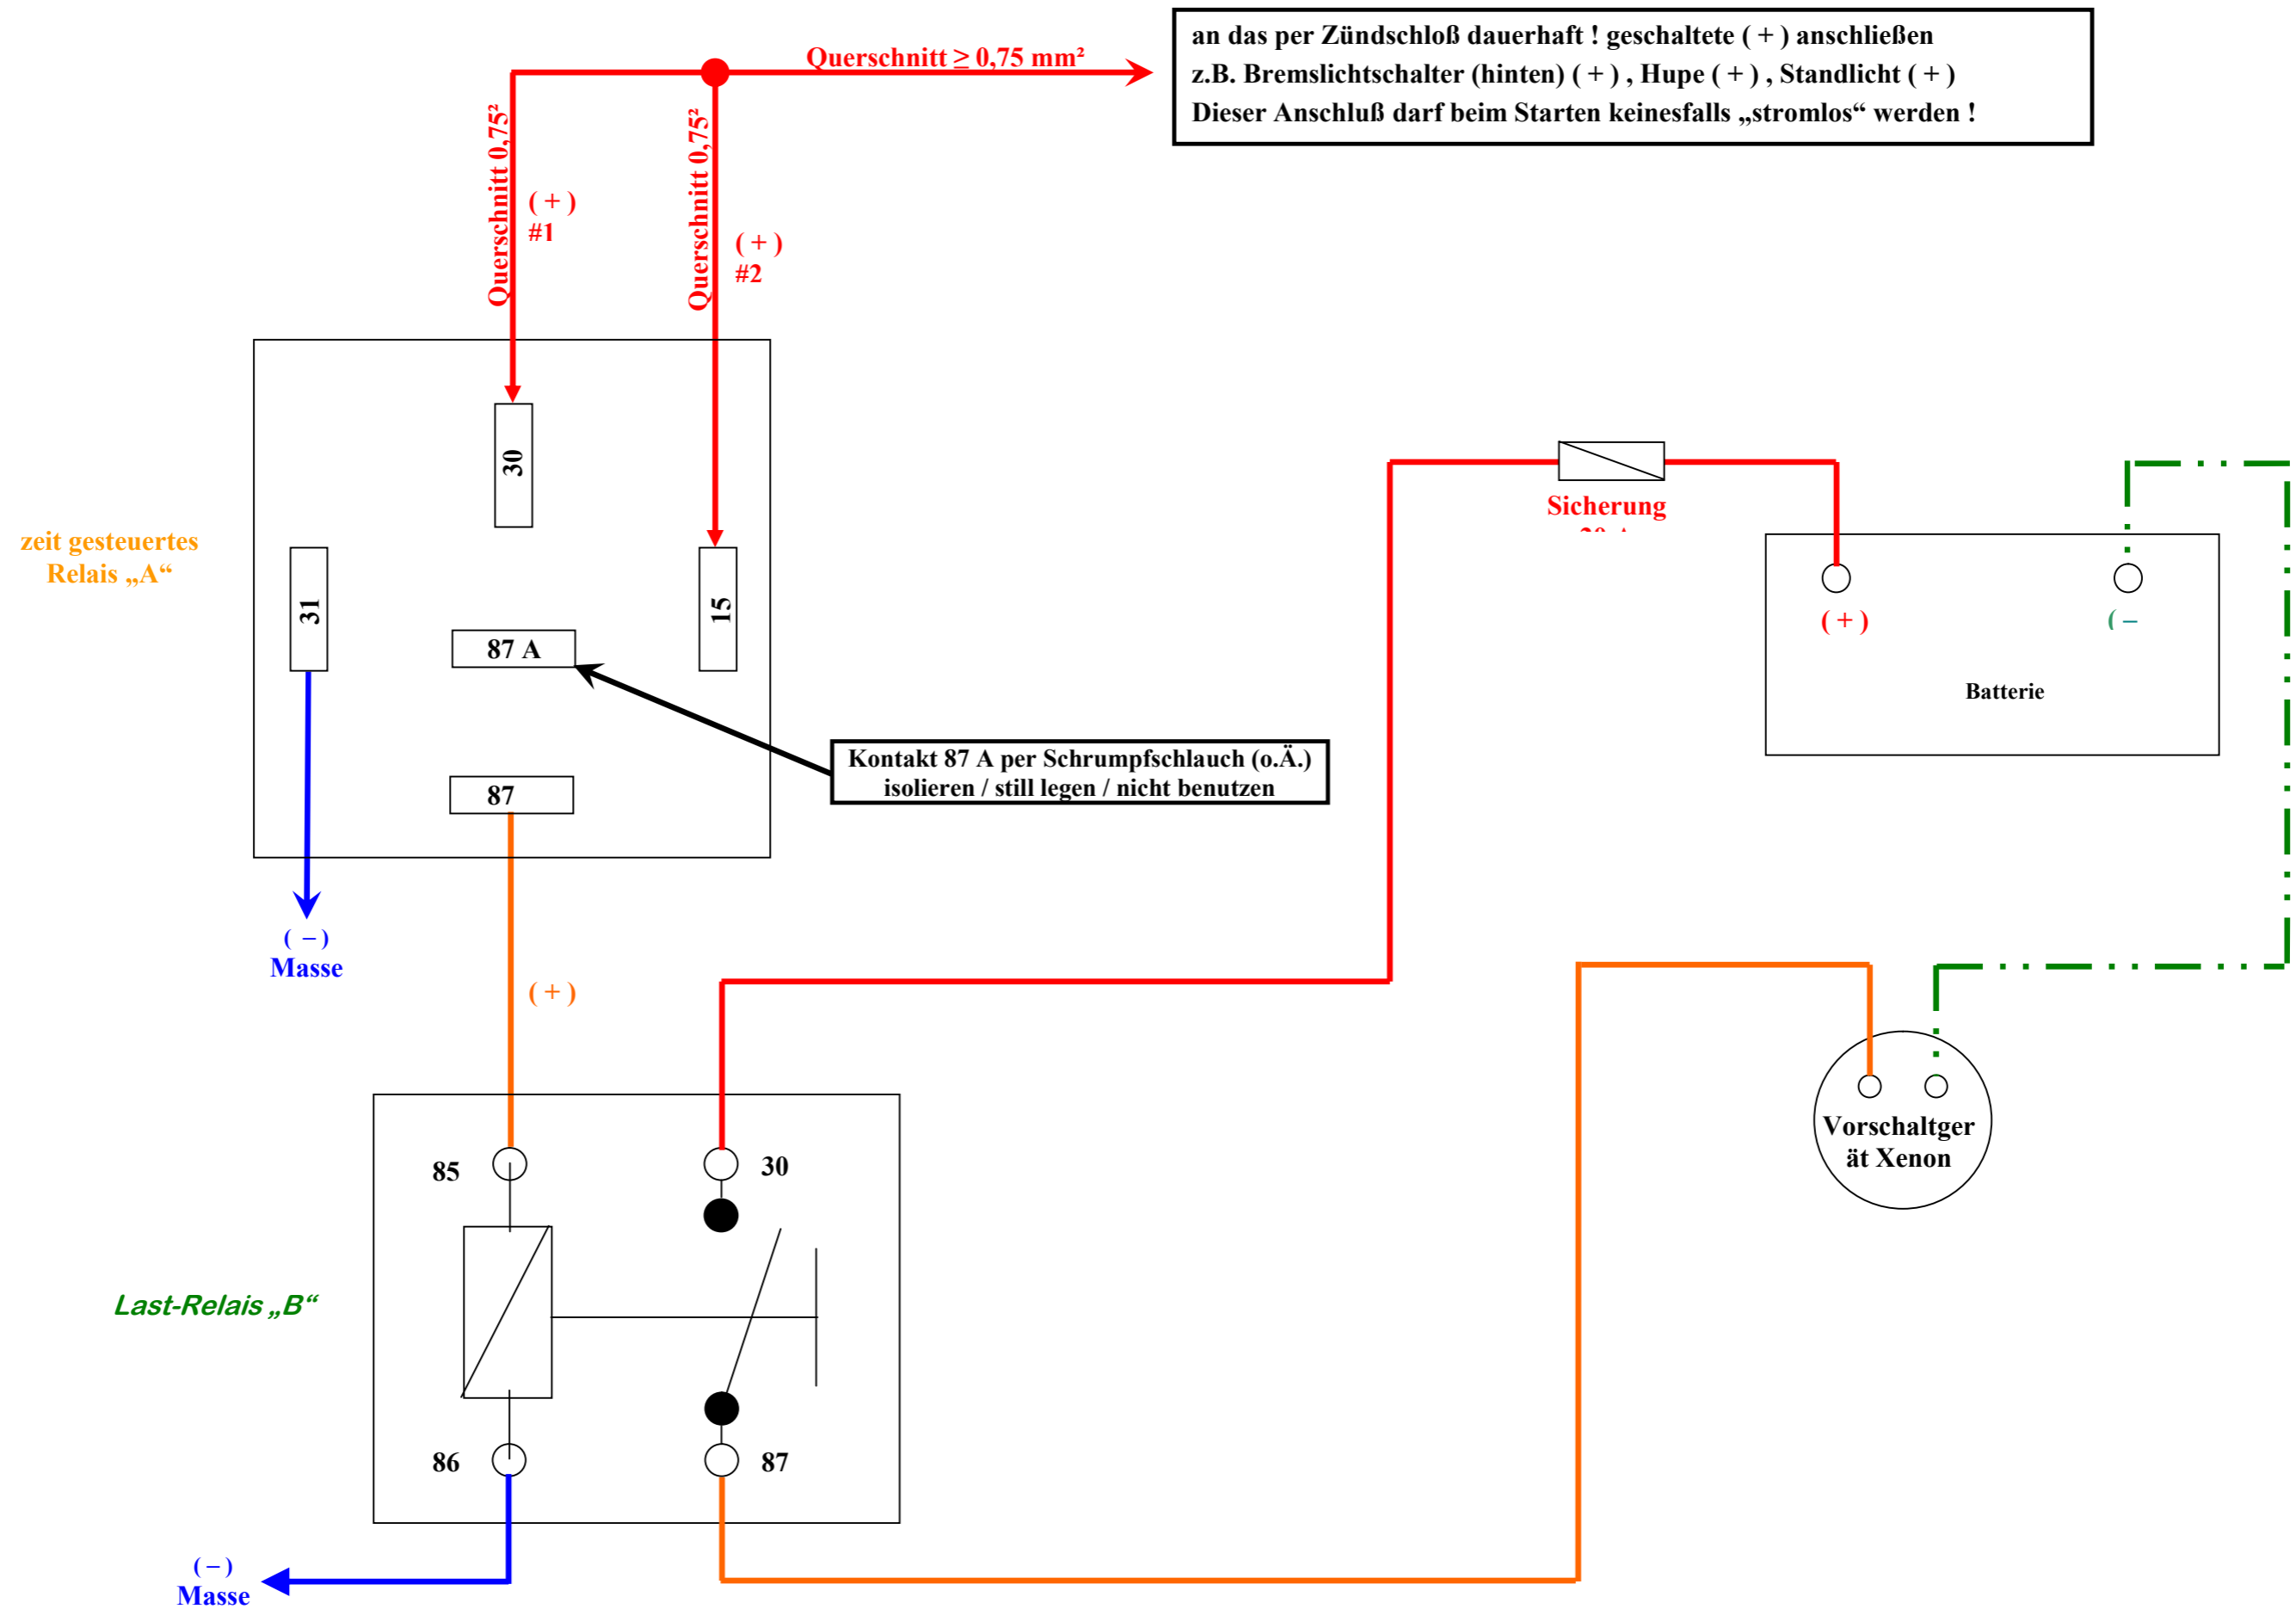 an das per Zündschloß dauerhaft ! geschaltete ( + ) anschließen
z.B. Bremslichtschalter (hinten) ( + ) , Hupe ( + ) , Standlicht ( + )
Dieser Anschluß darf beim Starten keinesfalls „stromlos“ werden !
Querschnitt ≥ 0,75 mm²
Querschnitt 0,75²
( + )
#1
Querschnitt 0,75²
( + )
#2
zeit gesteuertes
Relais „A“
30
31
15
87 A
87
Kontakt 87 A per Schrumpfschlauch (o.Ä.)
isolieren / still legen / nicht benutzen
( – )
Masse
( + )
Sicherung
( + )
( –
Batterie
Vorschaltger
ät Xenon
Last-Relais „B“
85
30
86
87
( – )
Masse